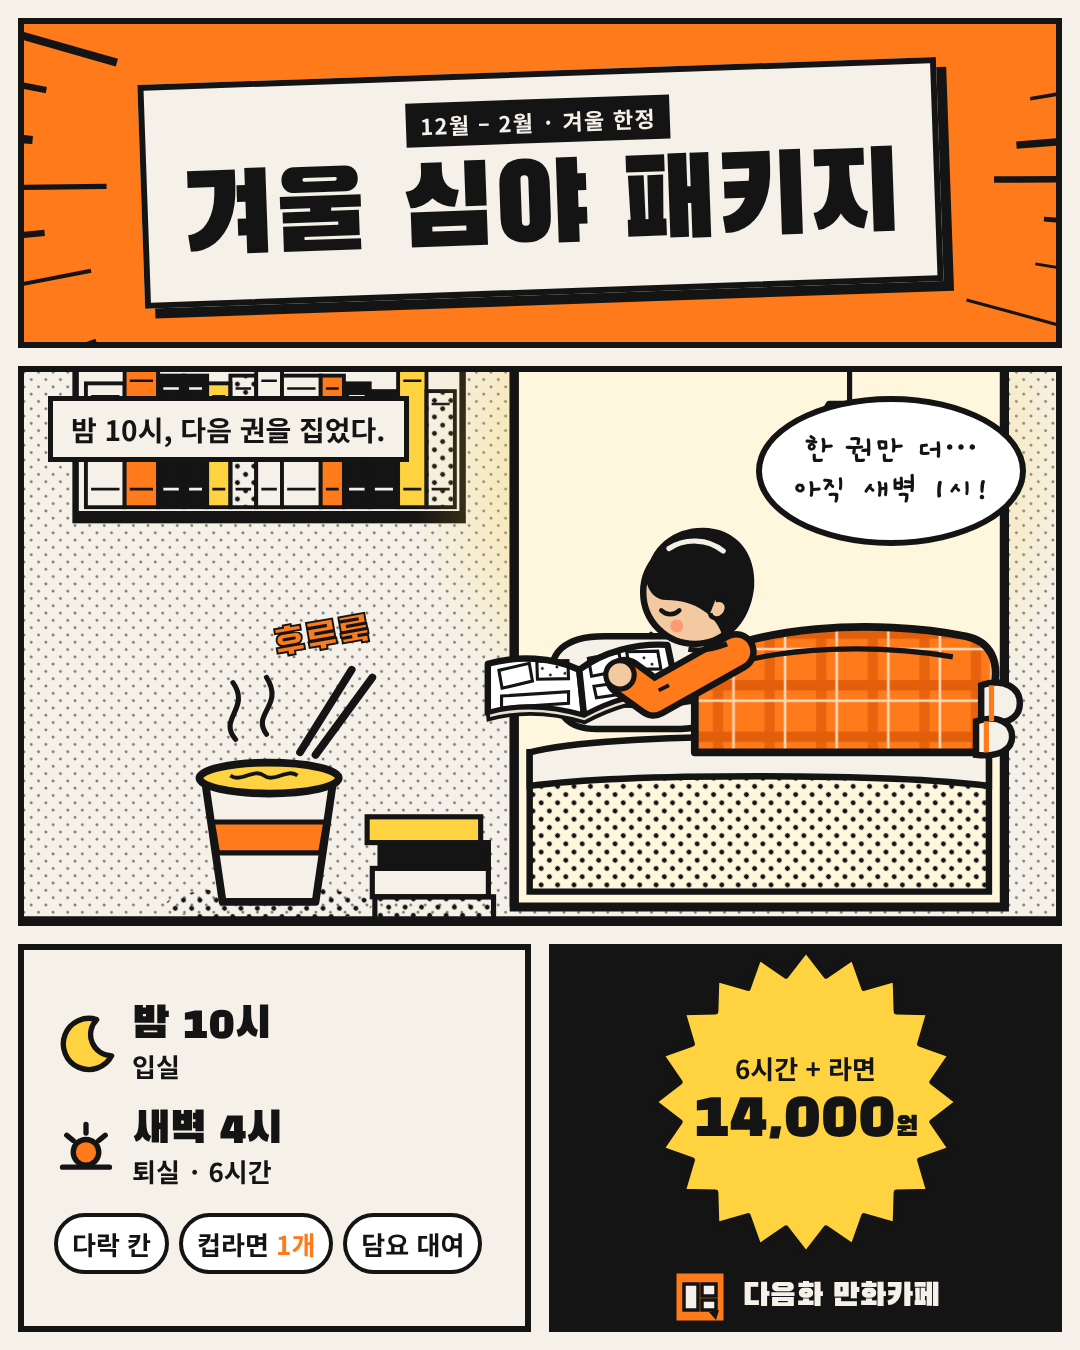 12월 – 2월 · 겨울 한정
겨울 심야 패키지
밤 10시, 다음 권을 집었다.
한 권만 더…
아직 새벽 1시!
후루룩
밤 10시
입실
새벽 4시
퇴실 · 6시간
다락 칸
컵라면 1개
담요 대여
6시간 + 라면
14,000원
다음화 만화카페